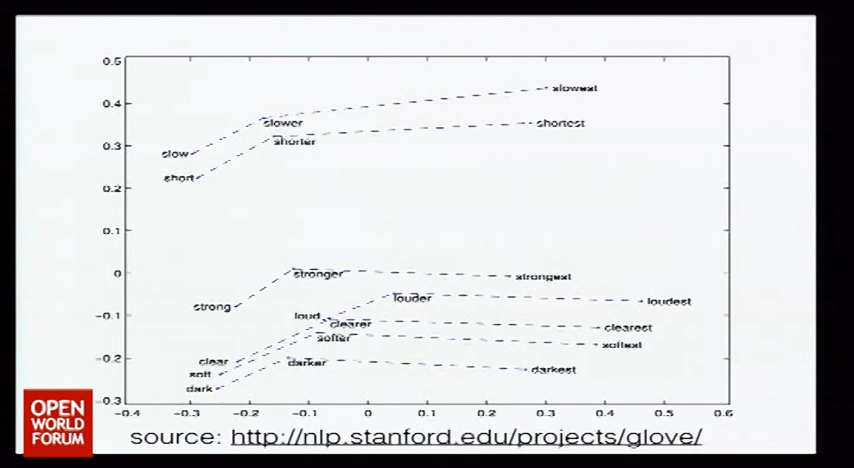 0.5
slowest
0.4
slower
shortest
0.3
shorter
slow
short
0.2
0.1
0
stronger
strongest
strong
louder
loudest
−0.1
loud
clearer
clearest
softer
softest
−0.2
clear
darker
soft
darkest
dark
−0.3
−0.4 −0.3 −0.2 −0.1 0 0.1 0.2 0.3 0.4 0.5 0.6
OPEN
WORLD
FORUM
source: http://nlp.stanford.edu/projects/glove/